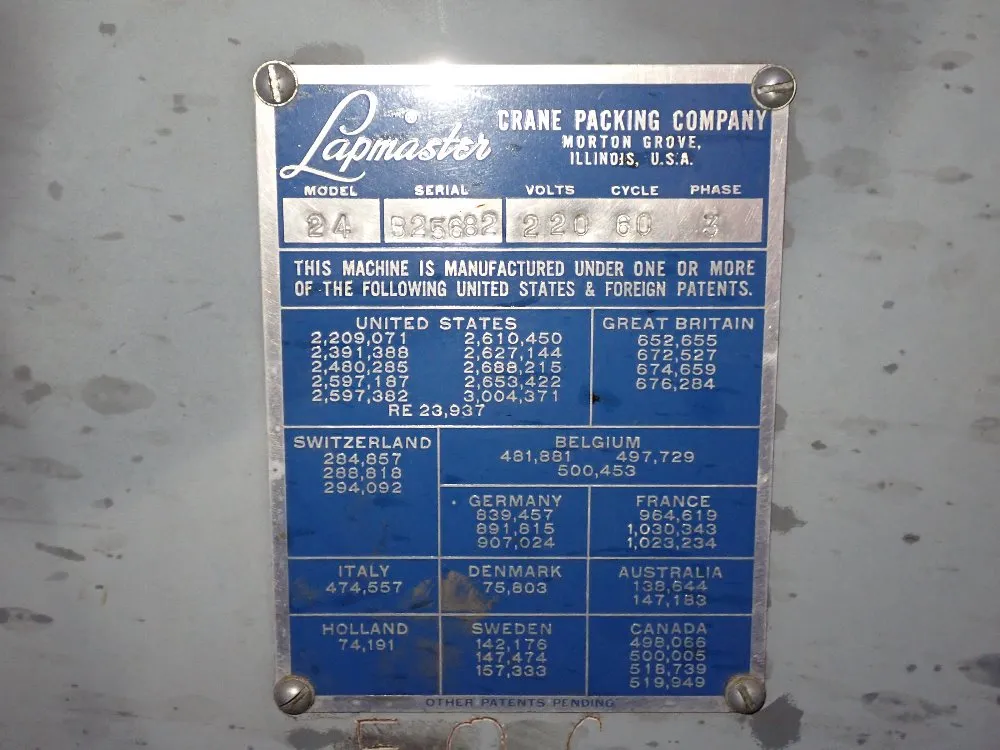 Lapmaster
CRANE PACKING COMPANY
MORTON GROVE,
ILLINOIS, U.S.A.
MODEL SERIAL VOLTS CYCLE PHASE
24 B25682 220 60 3
THIS MACHINE IS MANUFACTURED UNDER ONE OR MORE
OF THE FOLLOWING UNITED STATES & FOREIGN PATENTS.
UNITED STATES
2,209,071 2,610,450
2,391,388 2,627,144
2,480,285 2,688,215
2,597,187 2,653,422
2,597,382 3,004,371
RE 23,937
GREAT BRITAIN
652,655
672,527
674,659
676,284
SWITZERLAND
284,857
288,818
294,092
BELGIUM
481,881 497,729
500,453
GERMANY
839,457
891,815
907,024
FRANCE
964,619
1,030,343
1,023,234
ITALY
474,557
DENMARK
75,803
AUSTRALIA
138,644
147,183
HOLLAND
74,191
SWEDEN
142,176
147,474
157,333
CANADA
498,066
500,005
518,739
519,949
OTHER PATENTS PENDING